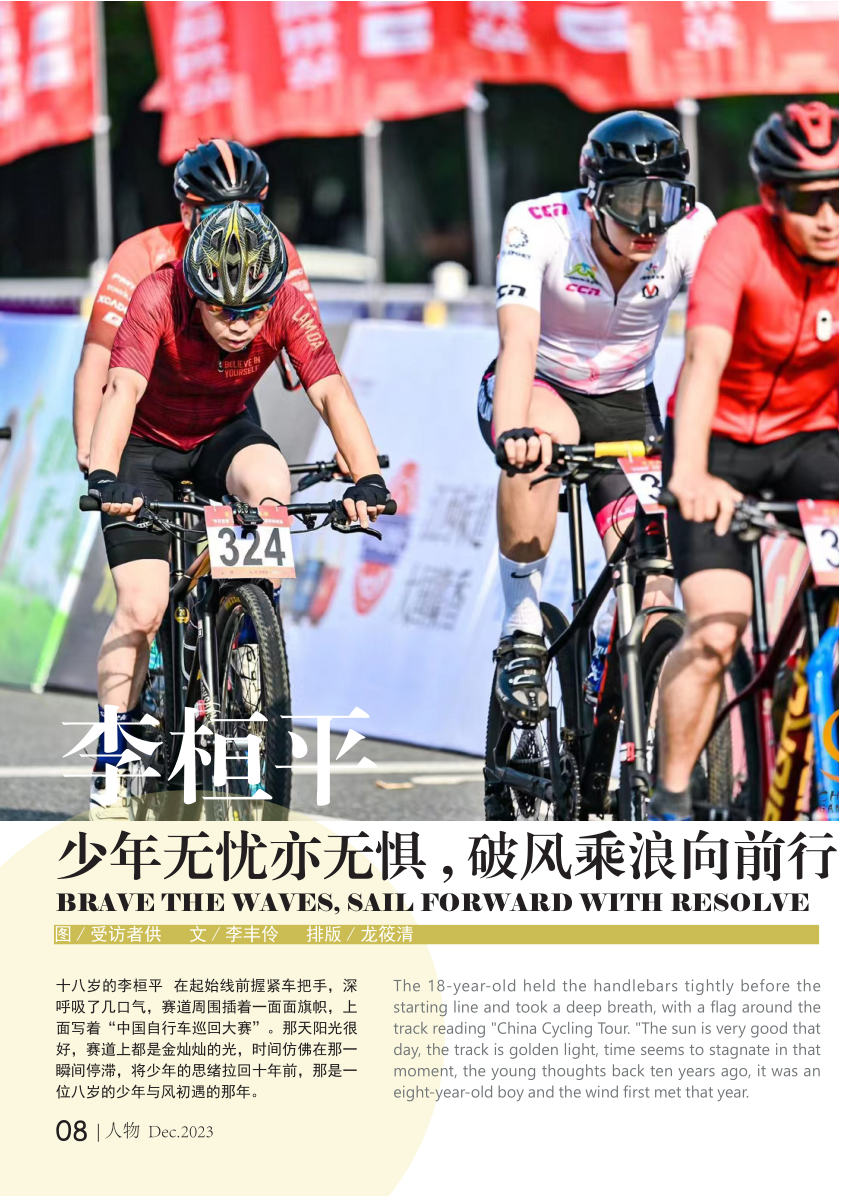 CCN
CCN
CCN
LAMDA
BELIEVE IN
YOURSELF
324
3
3
李桓平
少年无忧亦无惧，破风乘浪向前行
BRAVE THE WAVES, SAIL FORWARD WITH RESOLVE
图／受访者供　文／李丰伶　排版／龙筱清
十八岁的李桓平 在起始线前握紧车把手，深
呼吸了几口气，赛道周围插着一面面旗帜，上
面写着“中国自行车巡回大赛”。那天阳光很
好，赛道上都是金灿灿的光，时间仿佛在那一
瞬间停滞，将少年的思绪拉回十年前，那是一
位八岁的少年与风初遇的那年。
The 18-year-old held the handlebars tightly before the
starting line and took a deep breath, with a flag around the
track reading "China Cycling Tour. "The sun is very good that
day, the track is golden light, time seems to stagnate in that
moment, the young thoughts back ten years ago, it was an
eight-year-old boy and the wind first met that year.
08 | 人物 Dec.2023